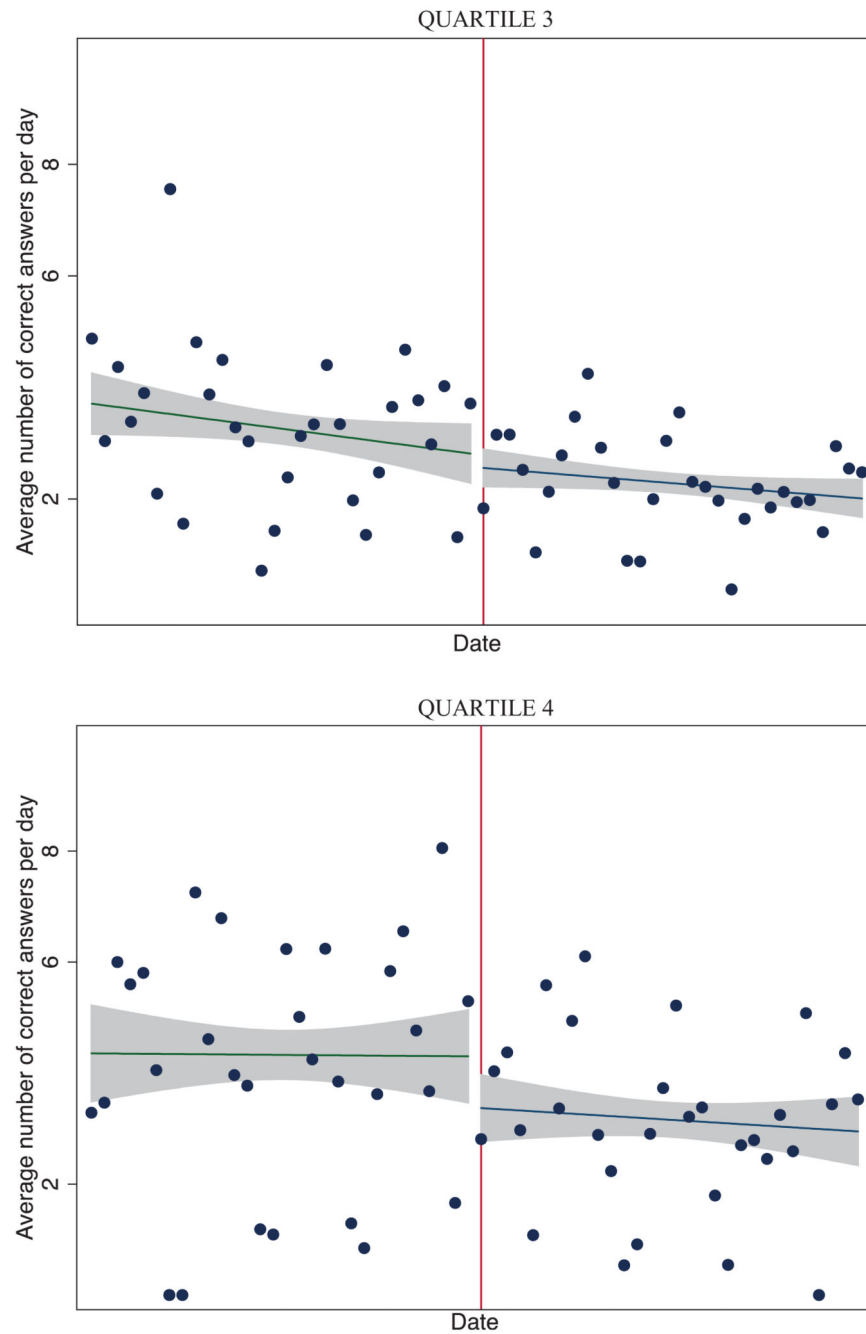 QUARTILE 3
Average number of correct answers per day
8
6
2
Date
QUARTILE 4
Average number of correct answers per day
8
6
2
Date